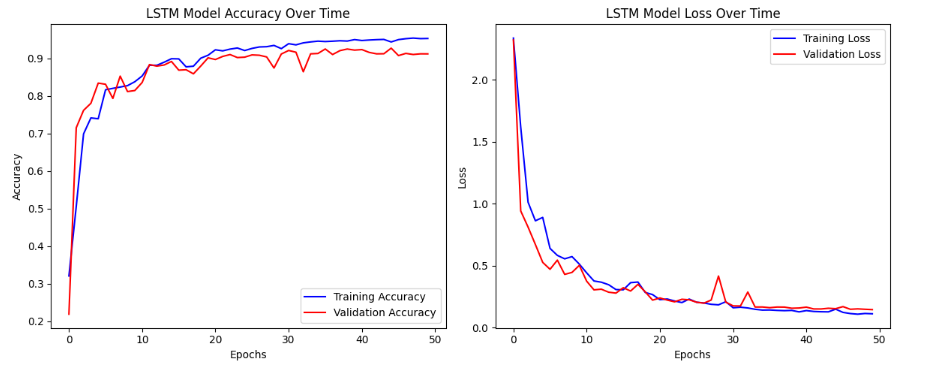 LSTM Model Accuracy Over Time
0.9
0.8
0.7
0.6
0.5
0.4
0.3
0.2
Accuracy
0
10
20
30
40
50
Epochs
Training Accuracy
Validation Accuracy
LSTM Model Loss Over Time
2.0
1.5
1.0
0.5
0.0
Loss
0
10
20
30
40
50
Epochs
Training Loss
Validation Loss